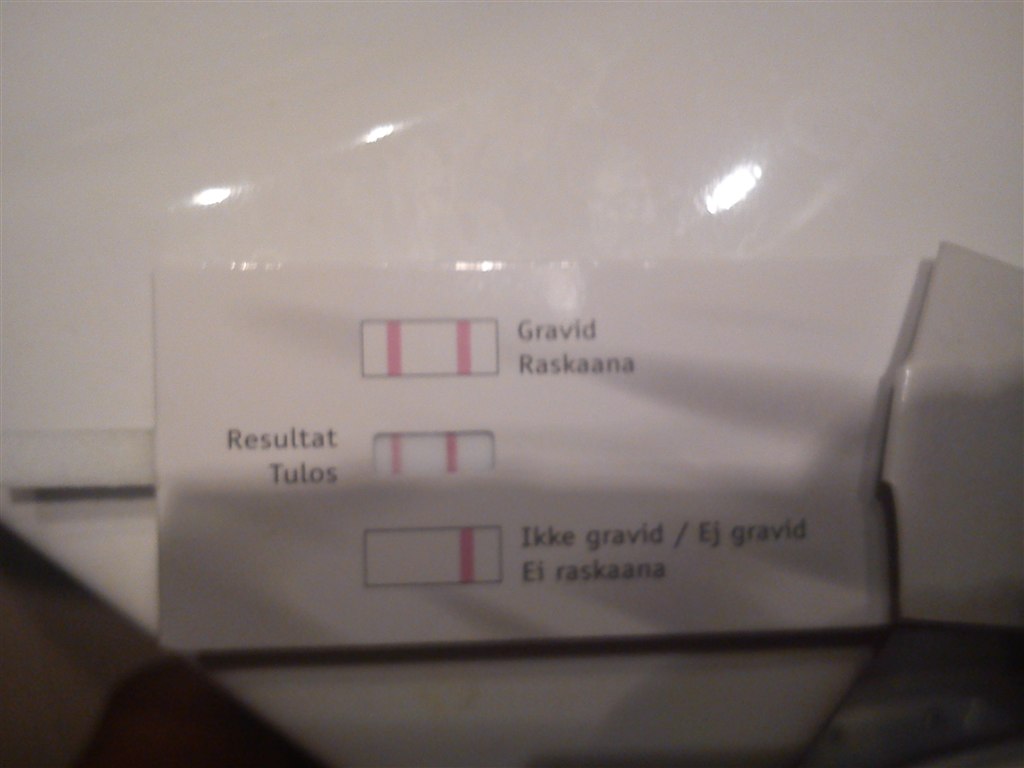 Gravid
Raskaana
Resultat
Tulos
Ikke gravid / Ej gravid
Ei raskaana